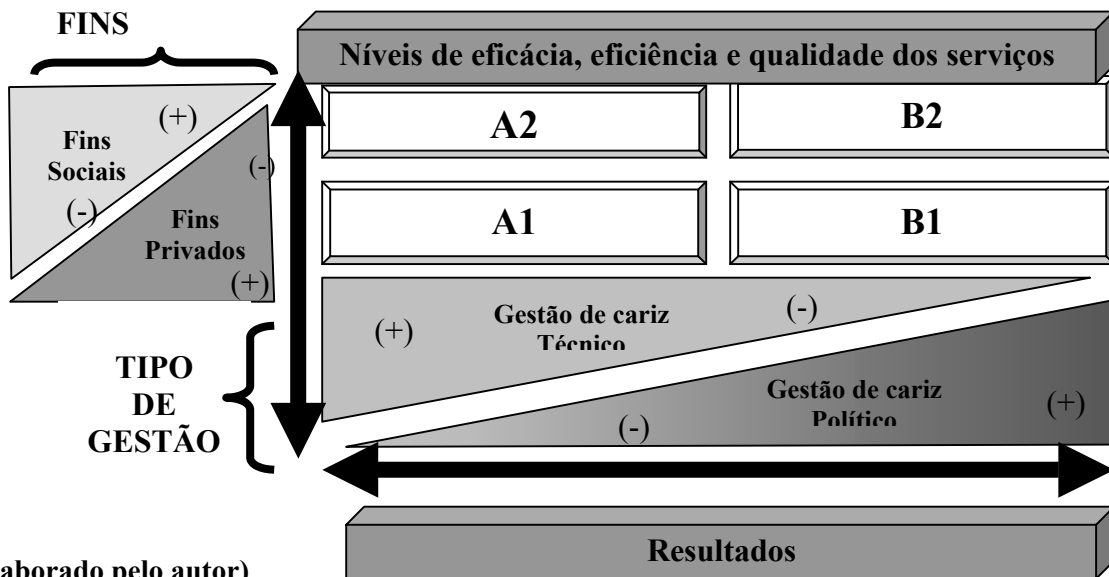 FINS
Níveis de eficácia, eficiência e qualidade dos serviços
(+)
Fins
Sociais
(-)
(-)
Fins
Privados
(+)
A2
B2
A1
B1
TIPO
DE
GESTÃO
(+)
Gestão de cariz
Técnico
(-)
Gestão de cariz
Político
(-)
(+)
Resultados
aborado pelo autor)